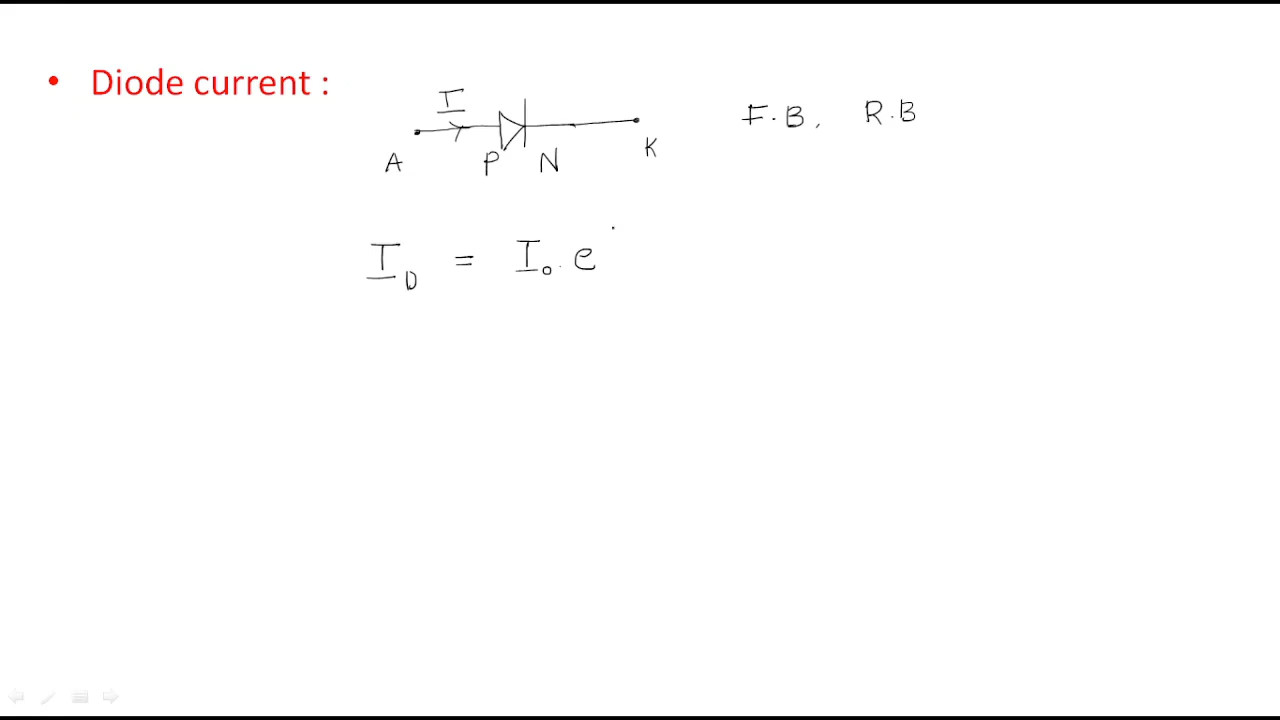 • Diode current :
I F.B, R.B
A P N K
I_D = I₀. e